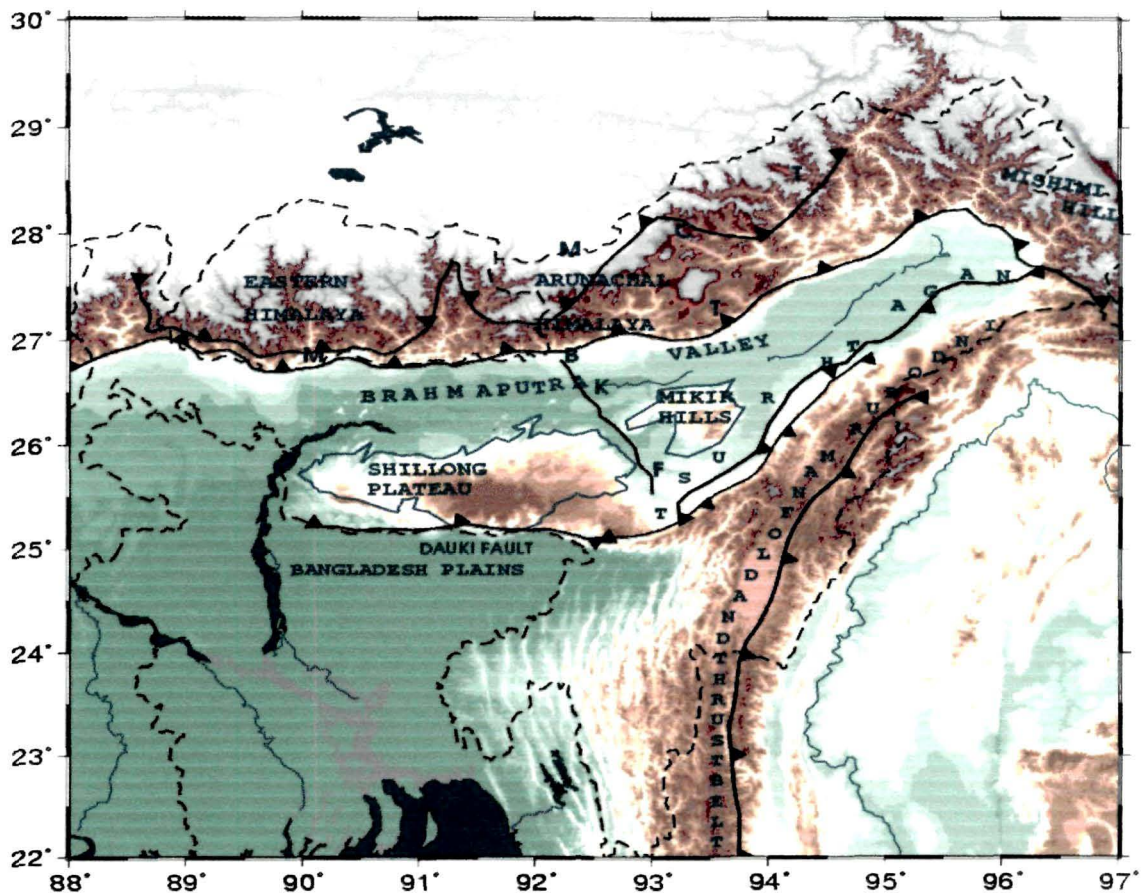 30°
29°
28°
27°
26°
25°
24°
23°
22°
88°
89°
90°
91°
92°
93°
94°
95°
96°
97°
MISHIMI
HILL
EASTERN
HIMALAYA
M C T
ARUNACHAL
HIMALAYA
M B T
BRAHMAPUTRA
VALLEY
K F
MIKIR
HILLS
SHILLONG
PLATEAU
DAUKI FAULT
BANGLADESH PLAINS
NAGA THRUST
INDO BURMAN FOLD AND THRUST BELT